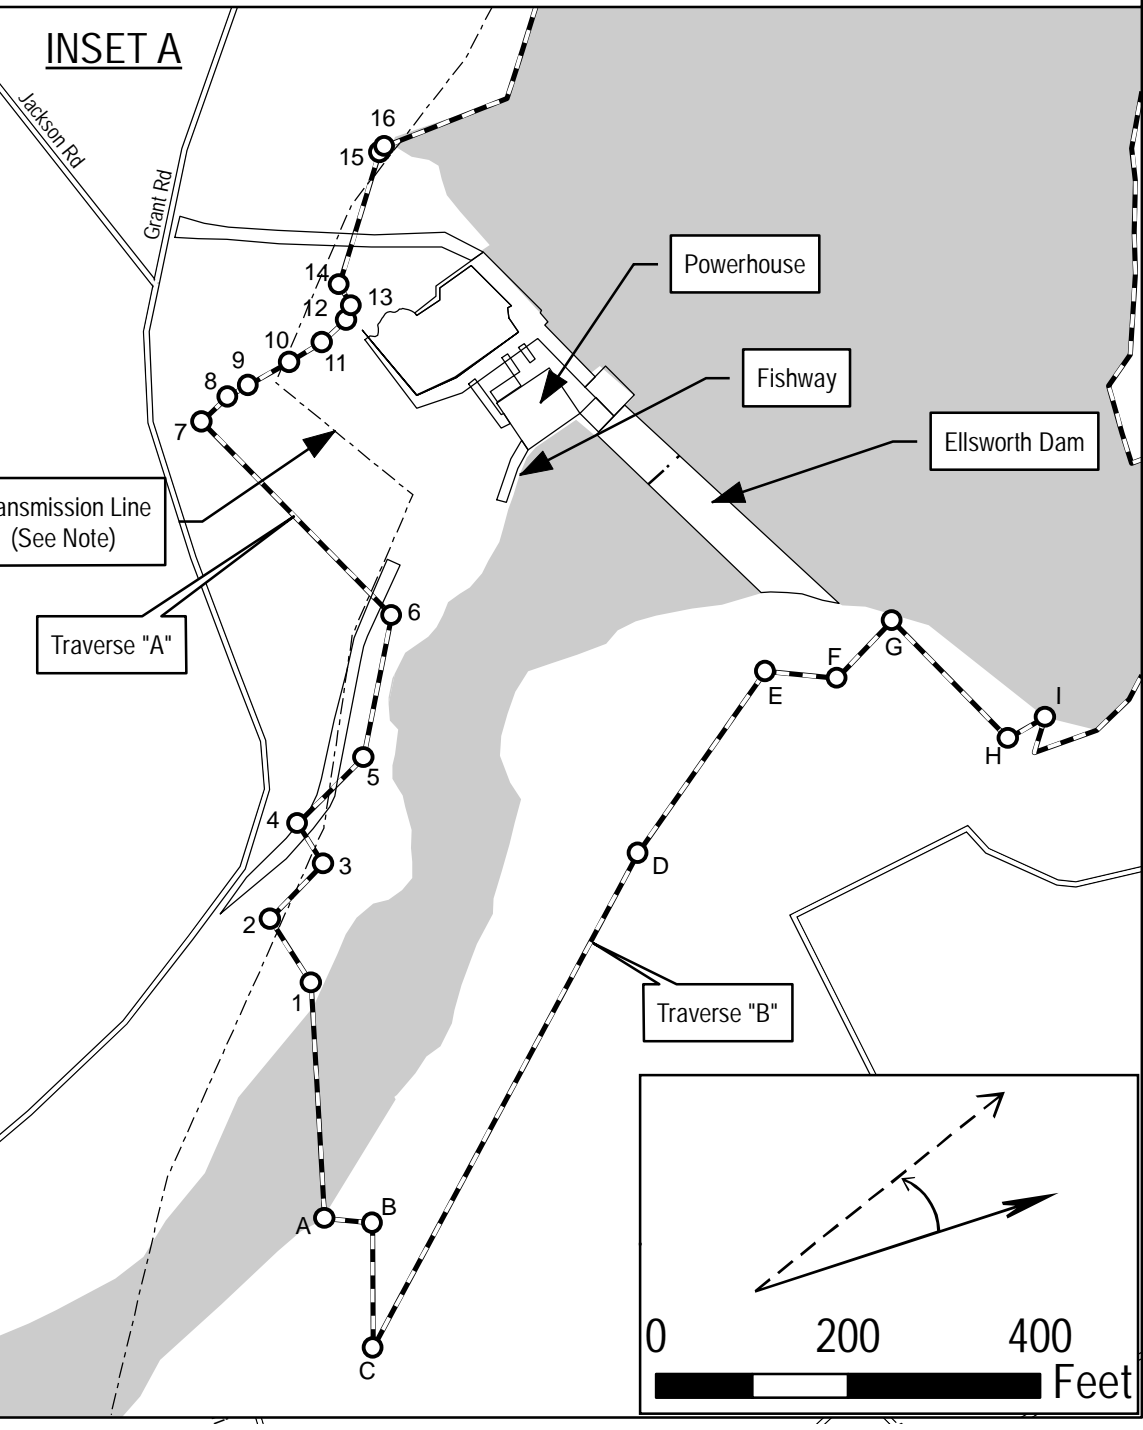 INSET A
Jackson Rd
Grant Rd
16
15
14
13
12
11
10
9
8
7
Powerhouse
Fishway
Ellsworth Dam
ansmission Line
(See Note)
Traverse "A"
6
5
4
3
2
1
G
F
E
I
H
D
Traverse "B"
A
B
C
0 200 400
Feet